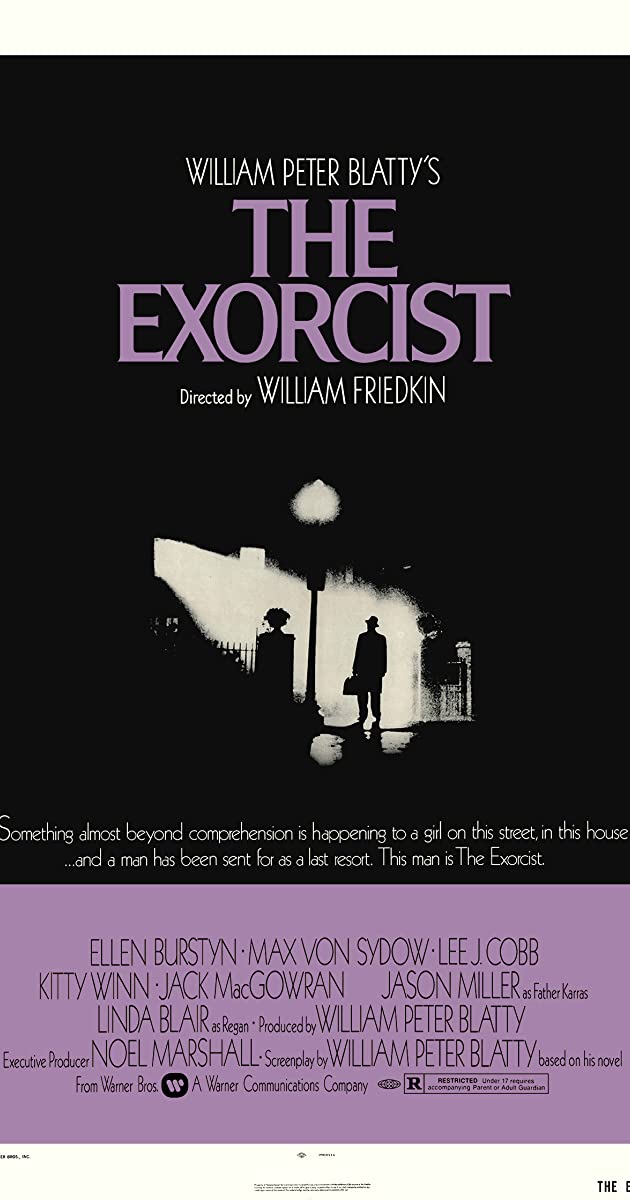 WILLIAM PETER BLATTY'S
THE
EXORCIST
Directed by WILLIAM FRIEDKIN
Something almost beyond comprehension is happening to a girl on this street, in this house
...and a man has been sent for as a last resort. This man is The Exorcist.
ELLEN BURSTYN · MAX VON SYDOW · LEE J. COBB
KITTY WINN · JACK MacGOWRAN JASON MILLER as Father Karras
LINDA BLAIR as Regan · Produced by WILLIAM PETER BLATTY
Executive Producer NOEL MARSHALL · Screenplay by WILLIAM PETER BLATTY based on his novel
From Warner Bros. A Warner Communications Company
R RESTRICTED Under 17 requires
accompanying Parent or Adult Guardian
ER BROS., INC.
THE E